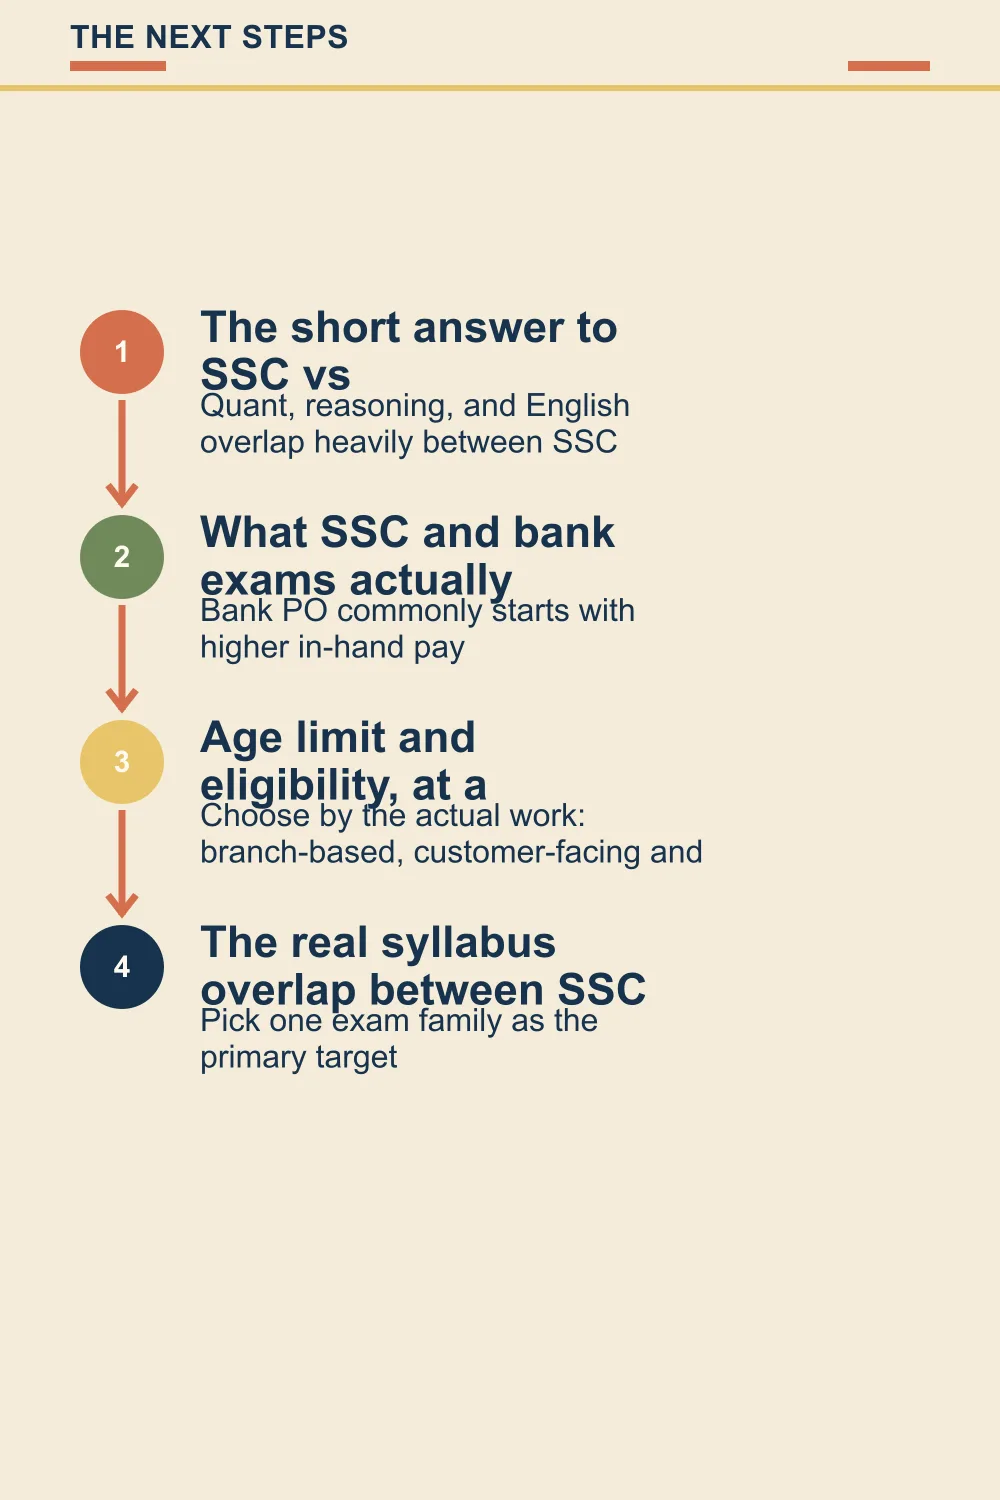 THE NEXT STEPS
1
The short answer to
SSC vs
Quant, reasoning, and English
overlap heavily between SSC
2
What SSC and bank
exams actually
Bank PO commonly starts with
higher in-hand pay
3
Age limit and
eligibility, at a
Choose by the actual work:
branch-based, customer-facing and
4
The real syllabus
overlap between SSC
Pick one exam family as the
primary target